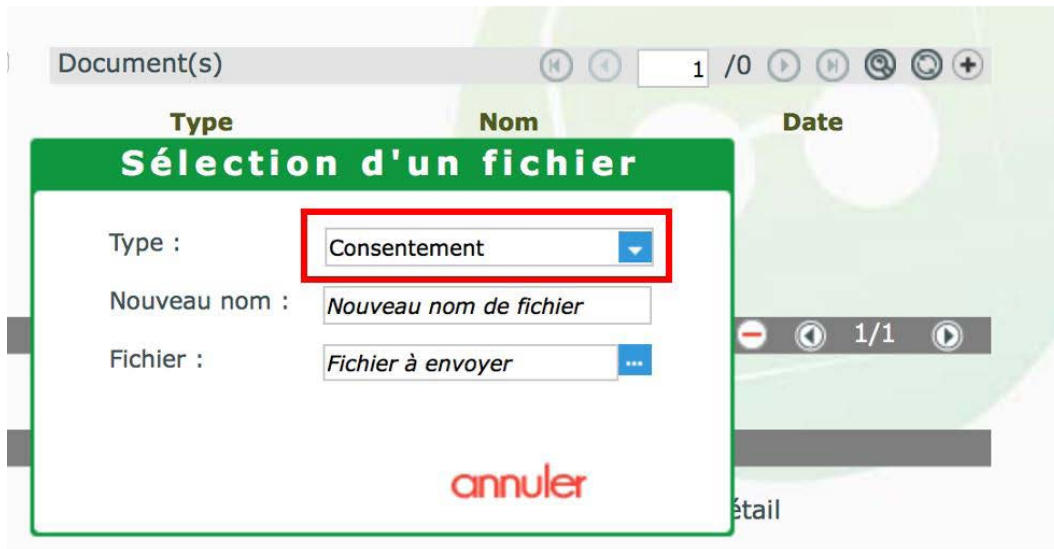 Document(s) 1 /0
Type Nom Date
Sélection d'un fichier
Type : Consentement
Nouveau nom : Nouveau nom de fichier
1/1
Fichier : Fichier à envoyer ...
annuler
étail